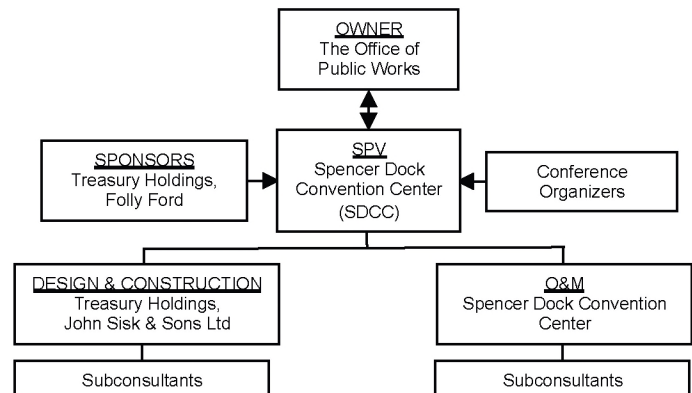 OWNER
The Office of
Public Works
SPONSORS
Treasury Holdings,
Folly Ford
SPV
Spencer Dock
Convention Center
(SDCC)
Conference
Organizers
DESIGN & CONSTRUCTION
Treasury Holdings,
John Sisk & Sons Ltd
O&M
Spencer Dock Convention
Center
Subconsultants
Subconsultants